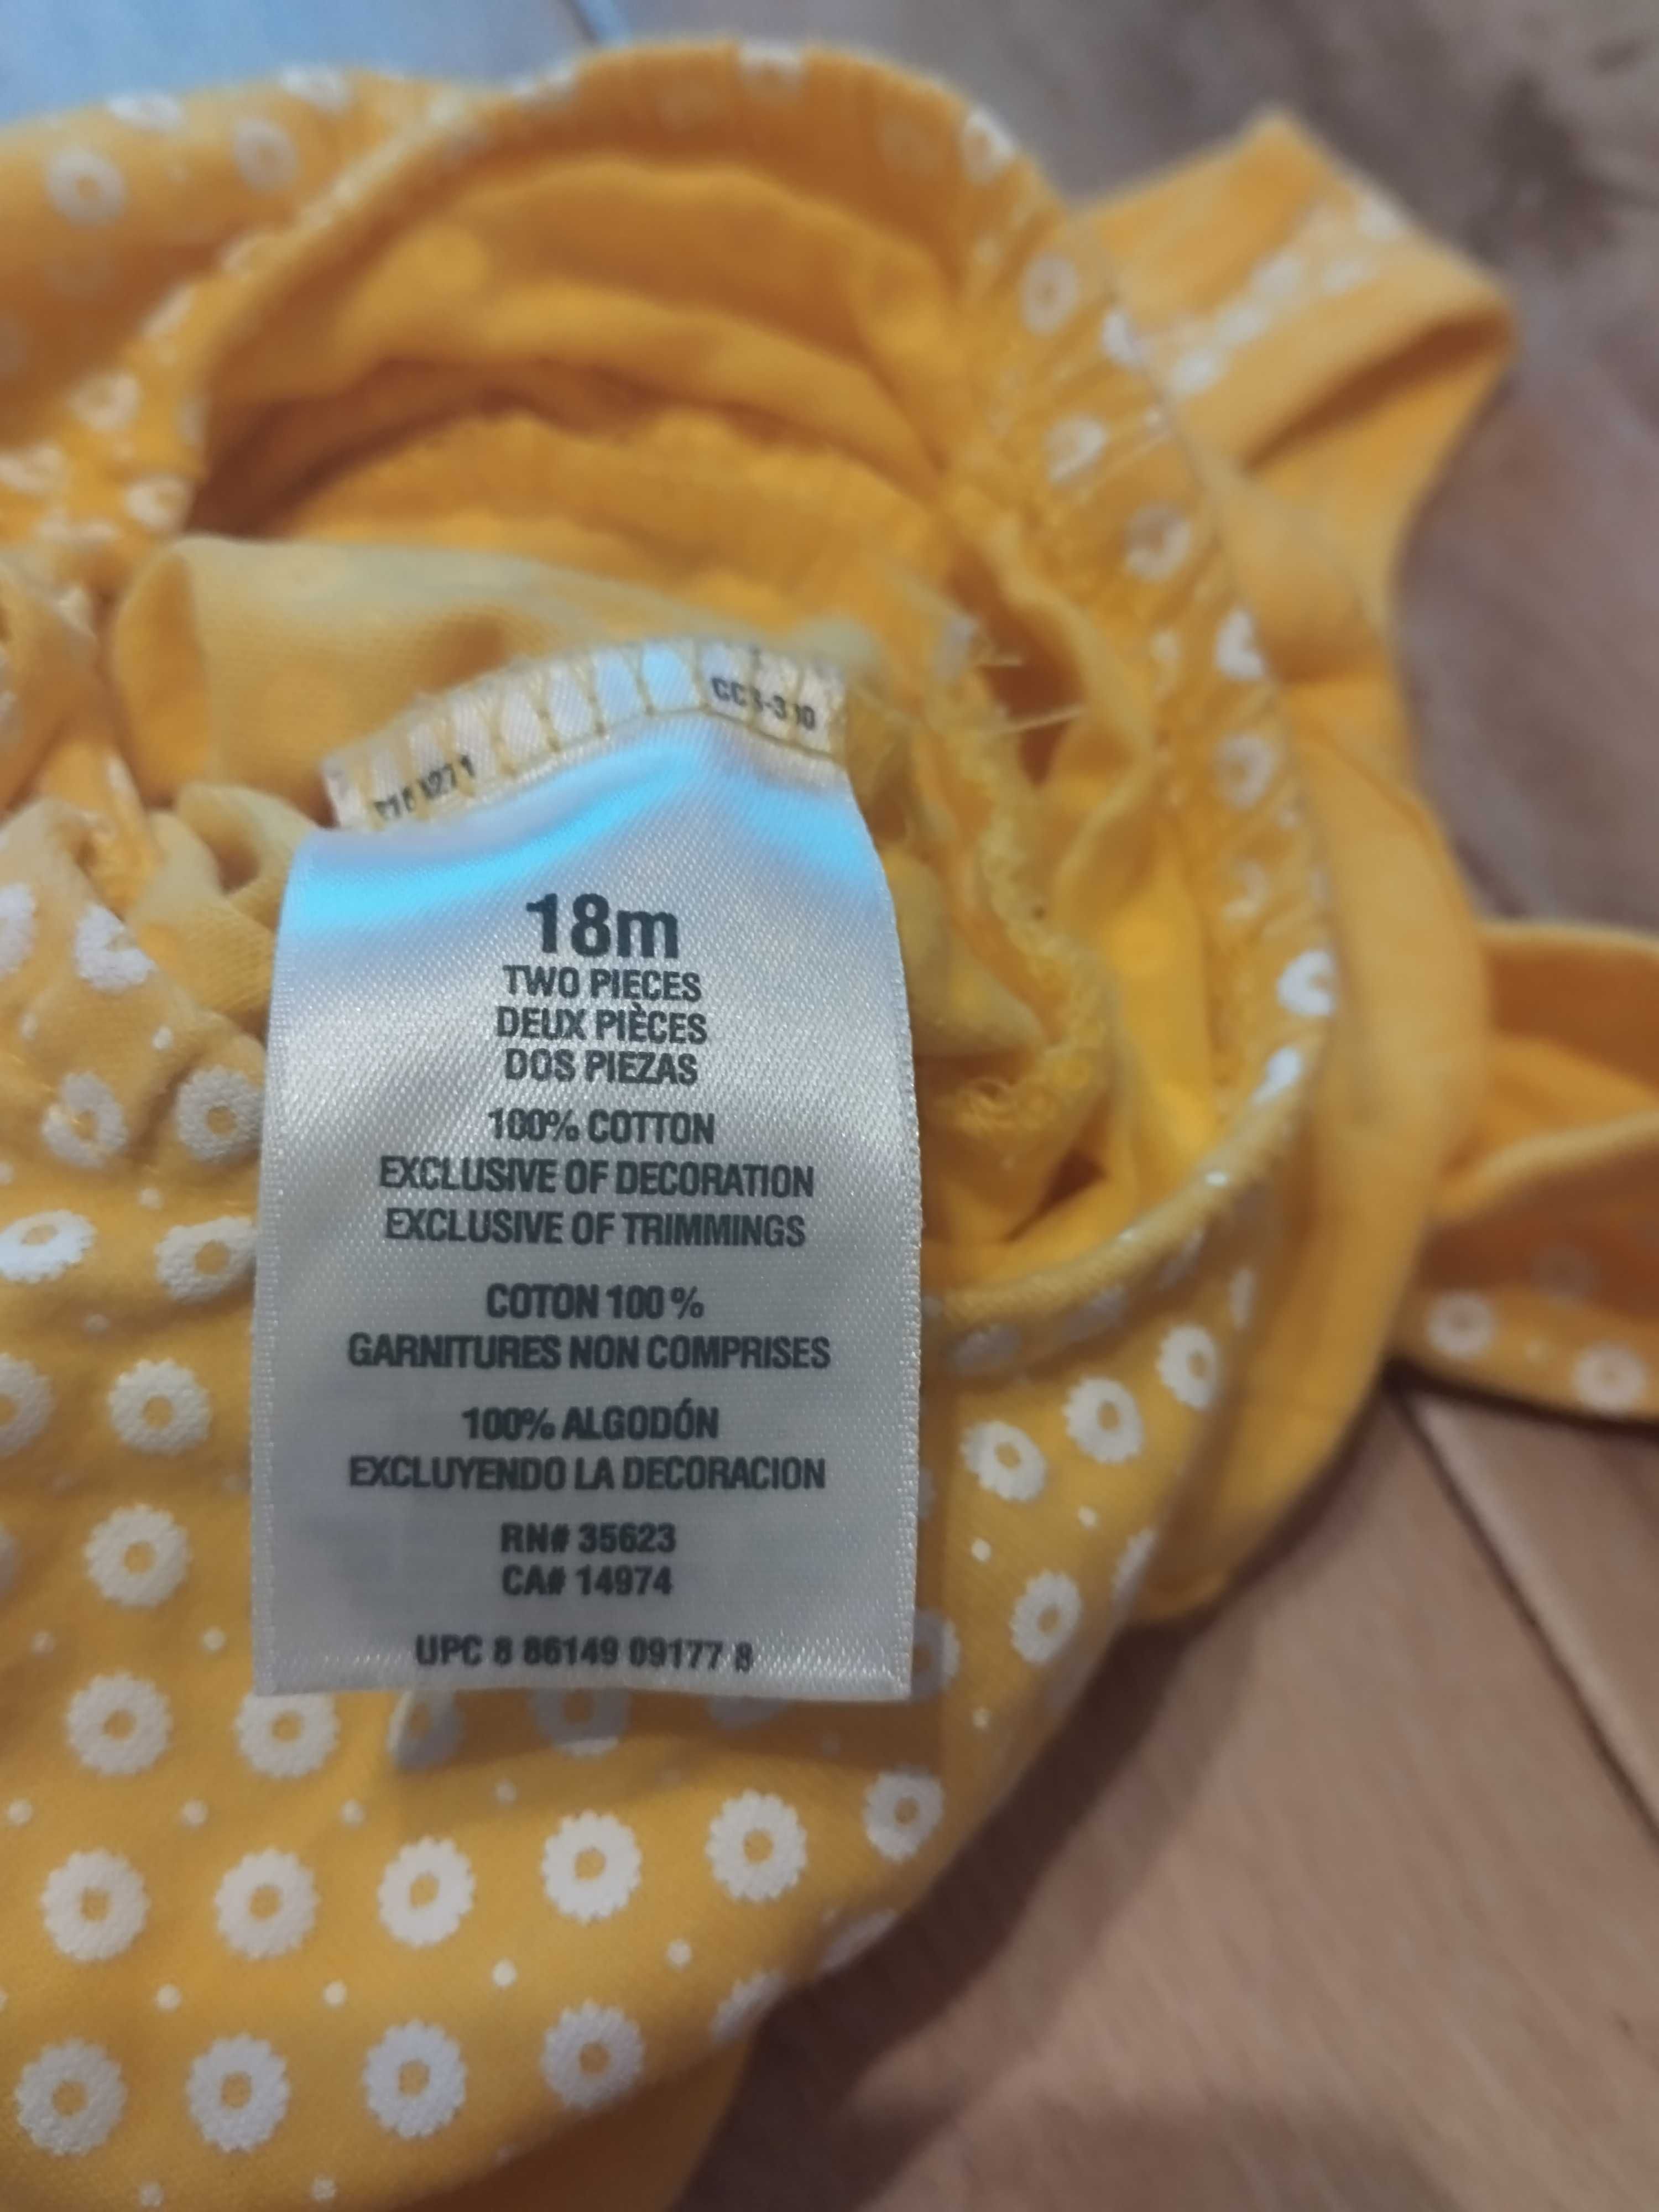 18m
TWO PIECES
DEUX PIÈCES
DOS PIEZAS
100% COTTON
EXCLUSIVE OF DECORATION
EXCLUSIVE OF TRIMMINGS
COTON 100 %
GARNITURES NON COMPRISES
100% ALGODÓN
EXCLUYENDO LA DECORACION
RN# 35623
CA# 14974
UPC 8 86149 09177 8